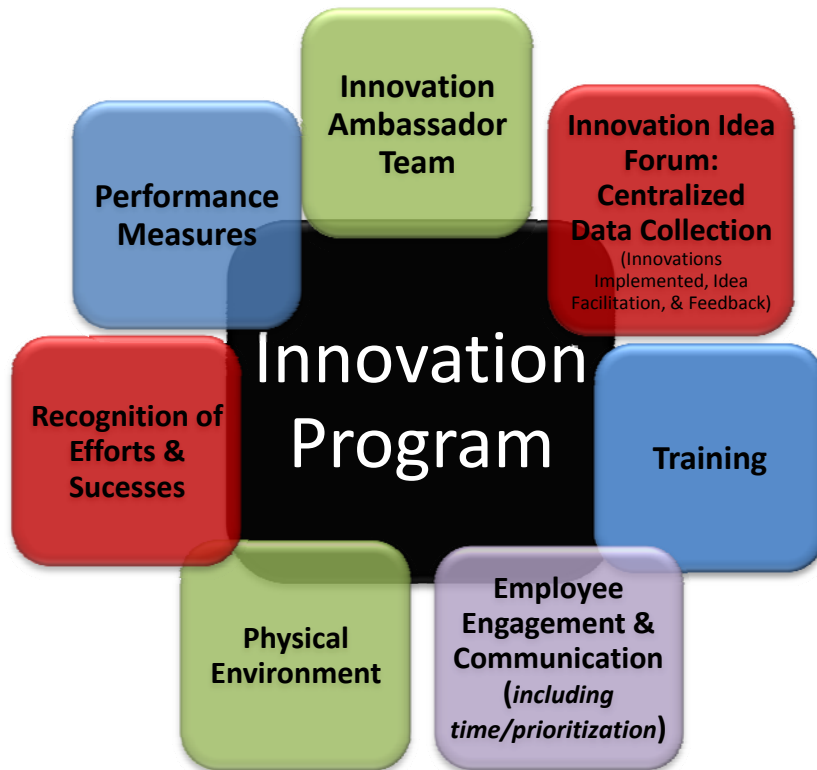 Innovation
Ambassador
Team
Innovation Idea
Forum:
Centralized
Data Collection
(Innovations
Implemented, Idea
Facilitation, & Feedback)
Performance
Measures
Innovation
Program
Training
Recognition of
Efforts &
Sucesses
Employee
Engagement &
Communication
(including
time/prioritization)
Physical
Environment